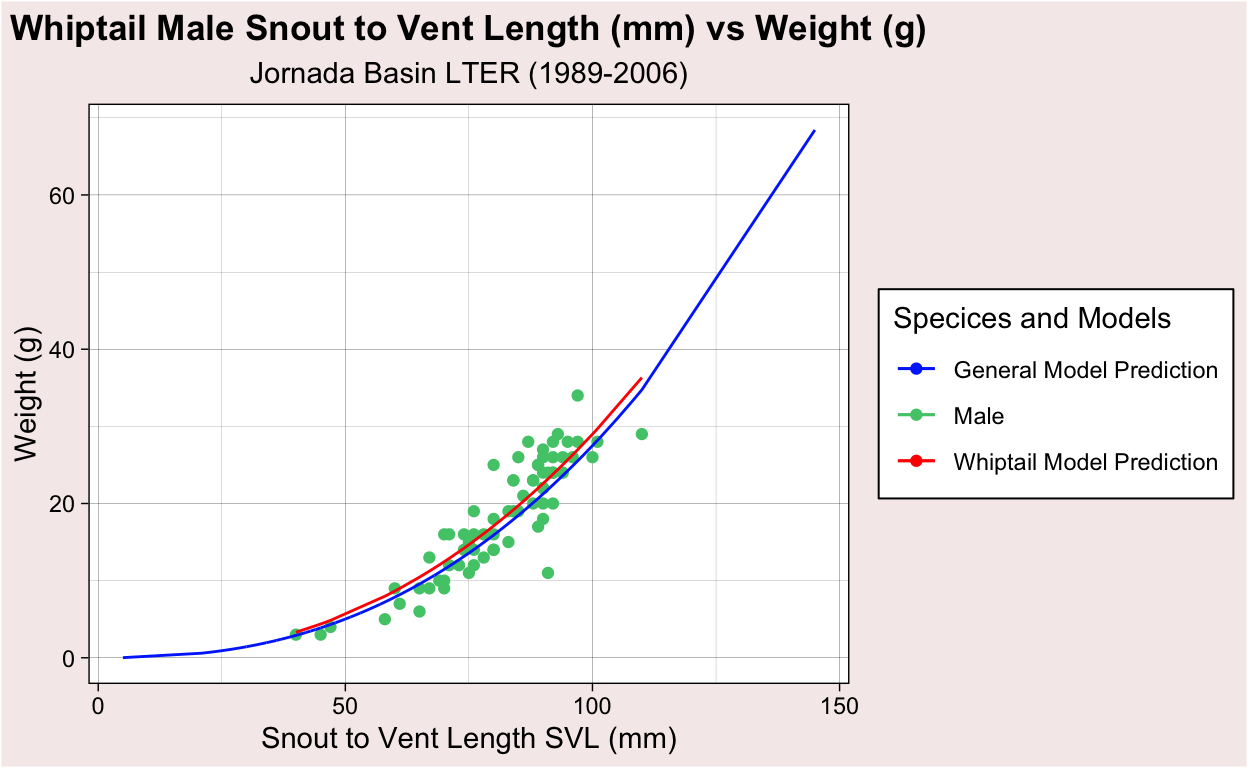 Whiptail Male Snout to Vent Length (mm) vs Weight (g)
Jornada Basin LTER (1989-2006)
60
40
20
0
Weight (g)
0 50 100 150
Snout to Vent Length SVL (mm)
Specices and Models
General Model Prediction
Male
Whiptail Model Prediction